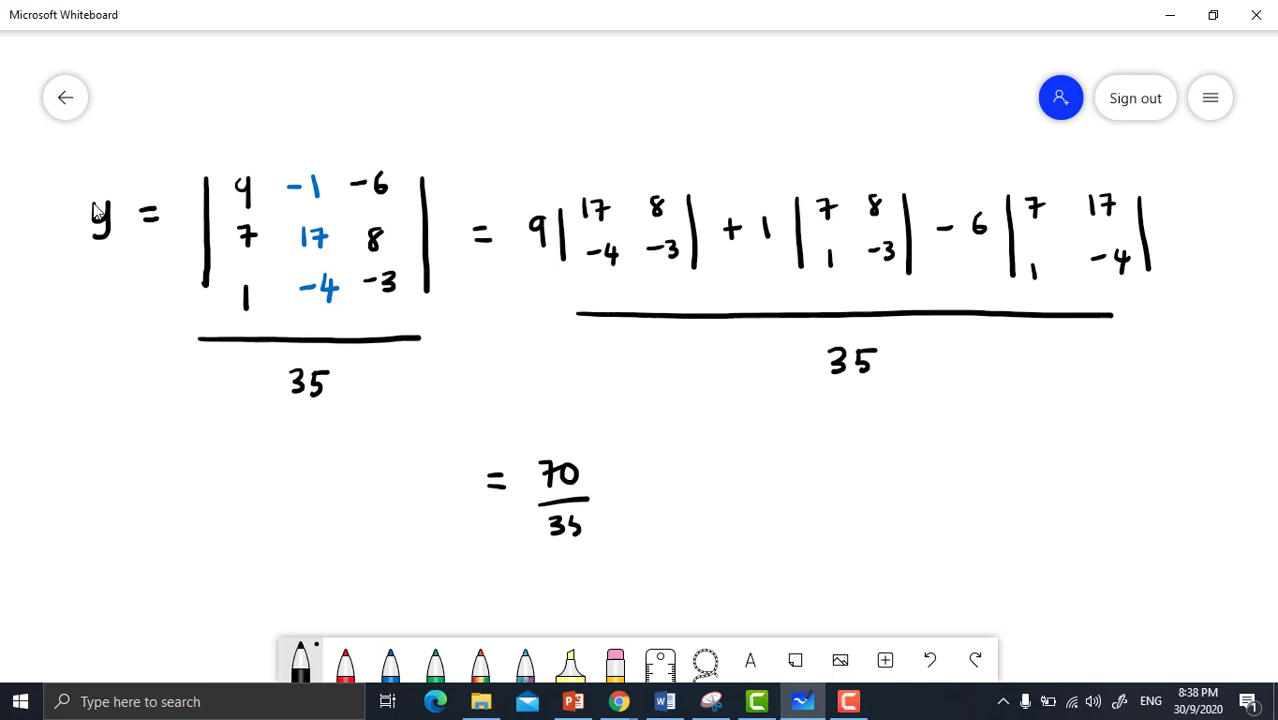 Microsoft Whiteboard
Sign out
y = | 9 -1 -6 | = 9 | 17 8 | + 1 | 7 8 | - 6 | 7 17 |
| 7 17 8 | | -4 -3 | | 1 -3 | | 1 -4 |
| 1 -4 -3 |
35 35
= 70
35
A
Type here to search
ENG
8:38 PM
30/9/2020
1